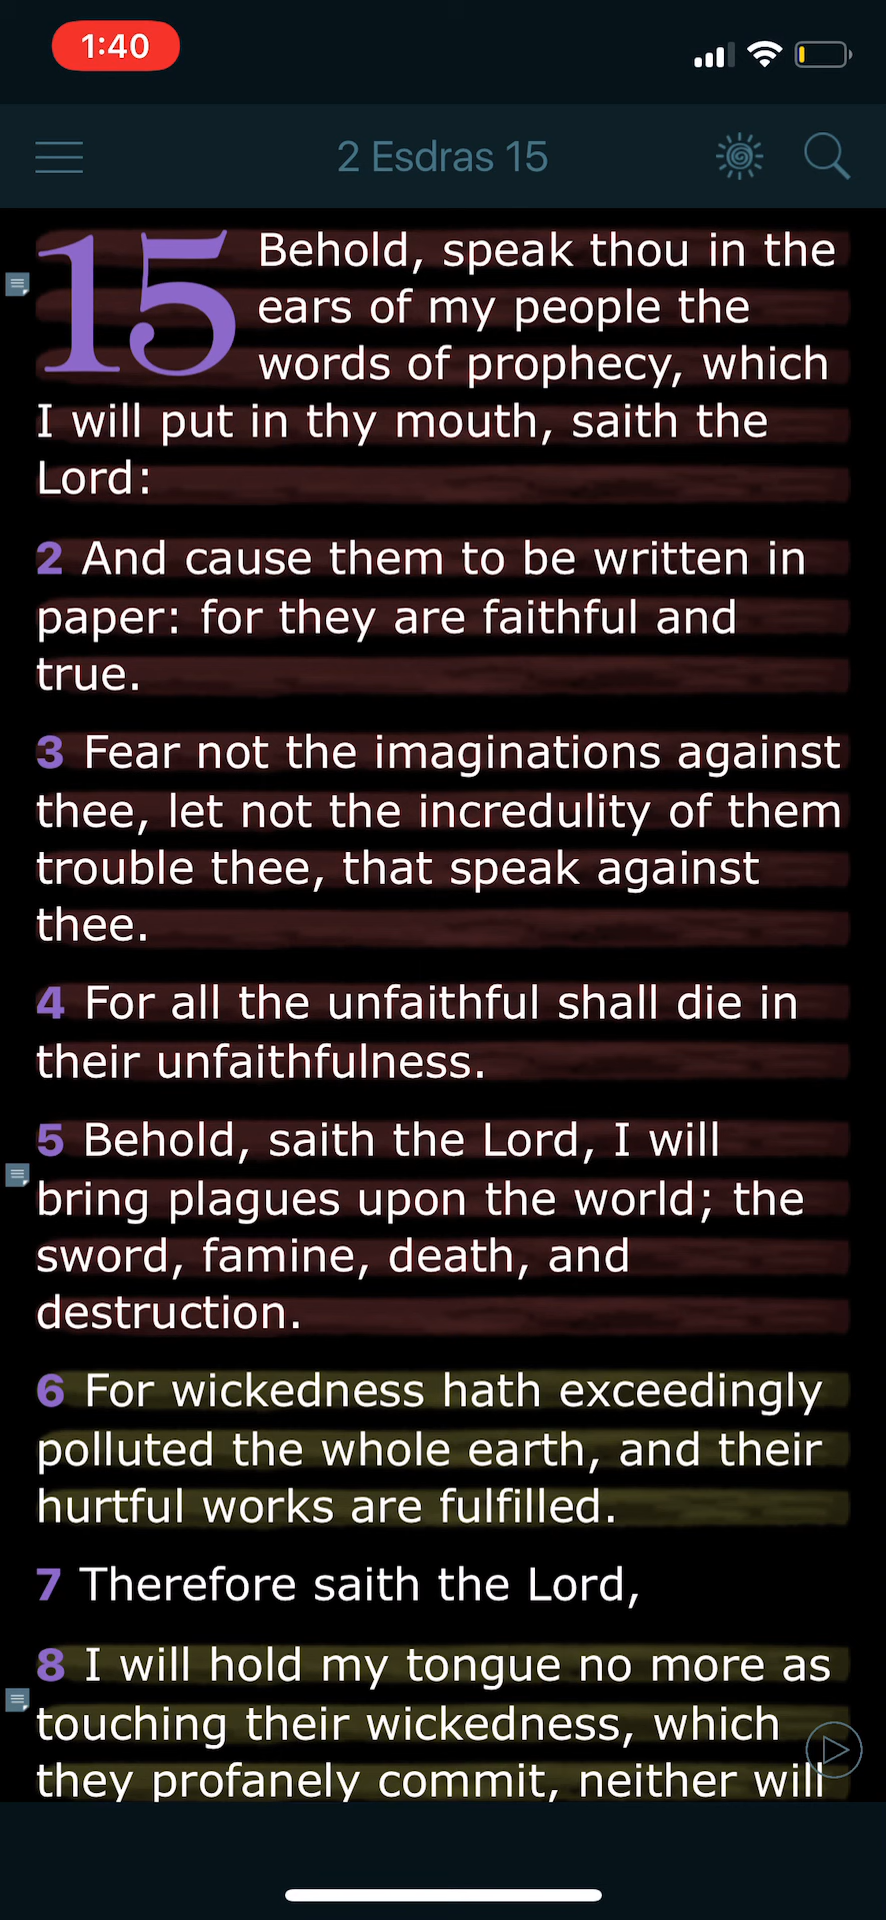 1:40
2 Esdras 15
15 Behold, speak thou in the
ears of my people the
words of prophecy, which
I will put in thy mouth, saith the
Lord:
2 And cause them to be written in
paper: for they are faithful and
true.
3 Fear not the imaginations against
thee, let not the incredulity of them
trouble thee, that speak against
thee.
4 For all the unfaithful shall die in
their unfaithfulness.
5 Behold, saith the Lord, I will
bring plagues upon the world; the
sword, famine, death, and
destruction.
6 For wickedness hath exceedingly
polluted the whole earth, and their
hurtful works are fulfilled.
7 Therefore saith the Lord,
8 I will hold my tongue no more as
touching their wickedness, which
they profanely commit, neither will